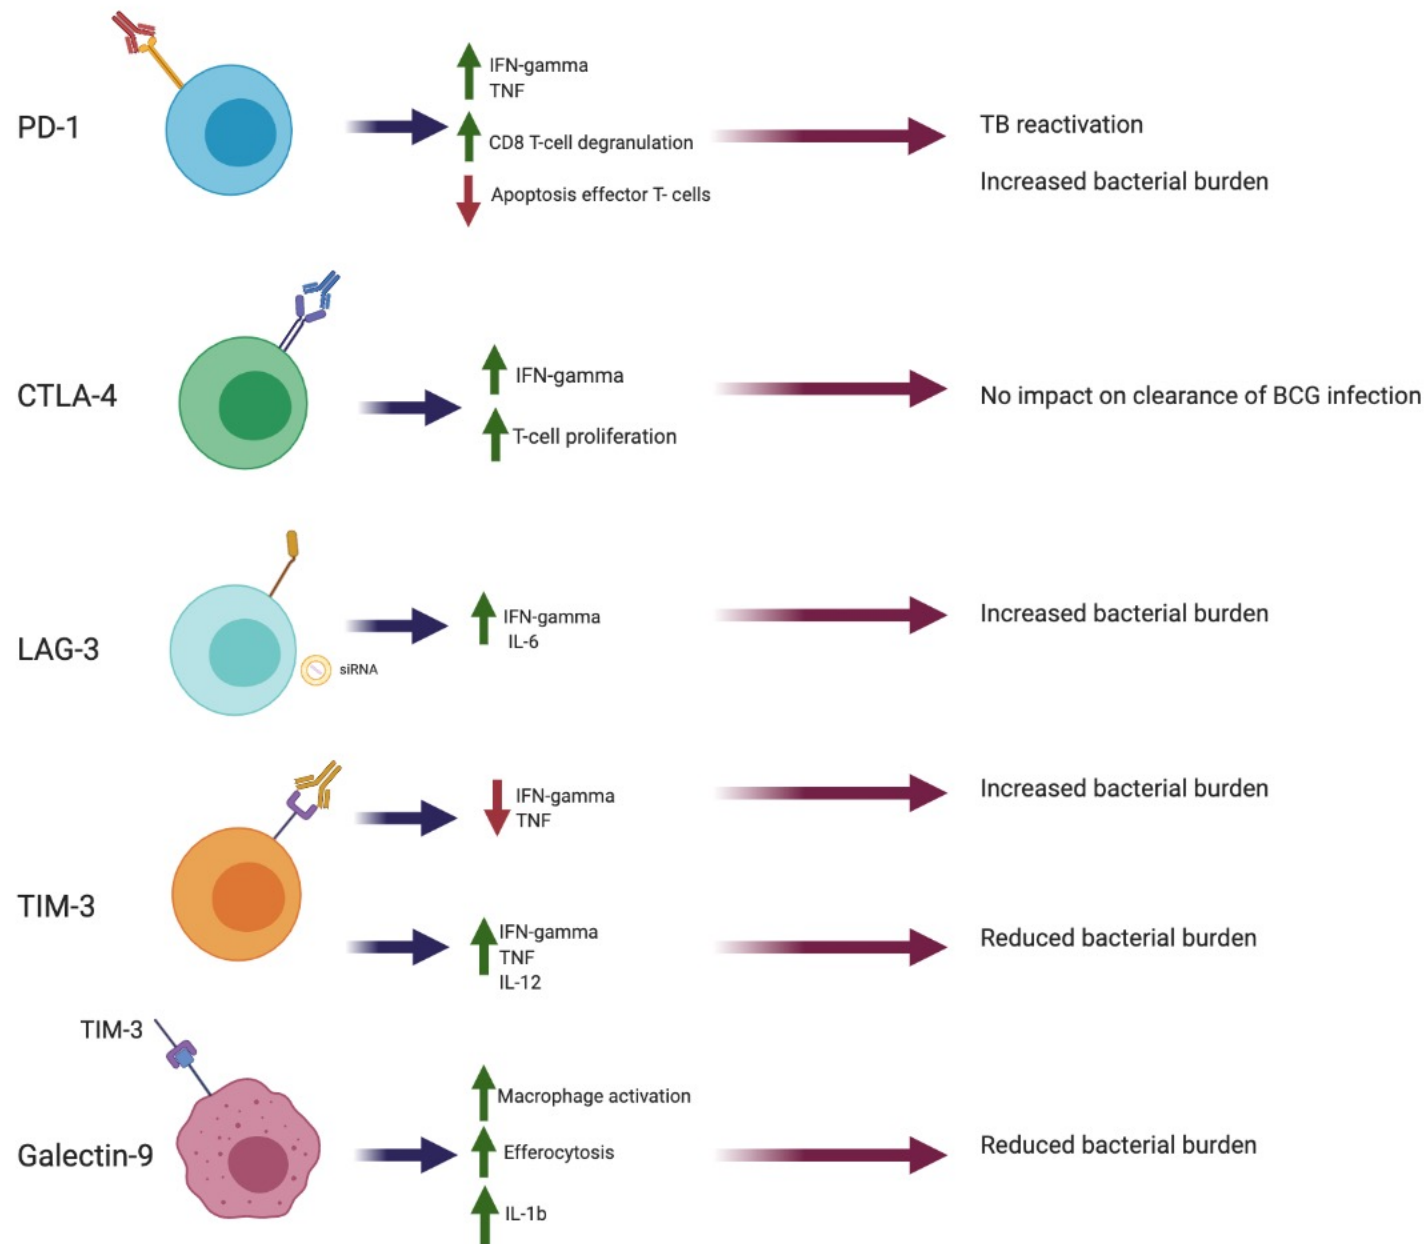 PD-1
IFN-gamma
TNF
CD8 T-cell degranulation
Apoptosis effector T- cells
TB reactivation
Increased bacterial burden
CTLA-4
IFN-gamma
T-cell proliferation
No impact on clearance of BCG infection
LAG-3
siRNA
IFN-gamma
IL-6
Increased bacterial burden
TIM-3
IFN-gamma
TNF
Increased bacterial burden
IFN-gamma
TNF
IL-12
Reduced bacterial burden
TIM-3
Galectin-9
Macrophage activation
Efferocytosis
IL-1b
Reduced bacterial burden